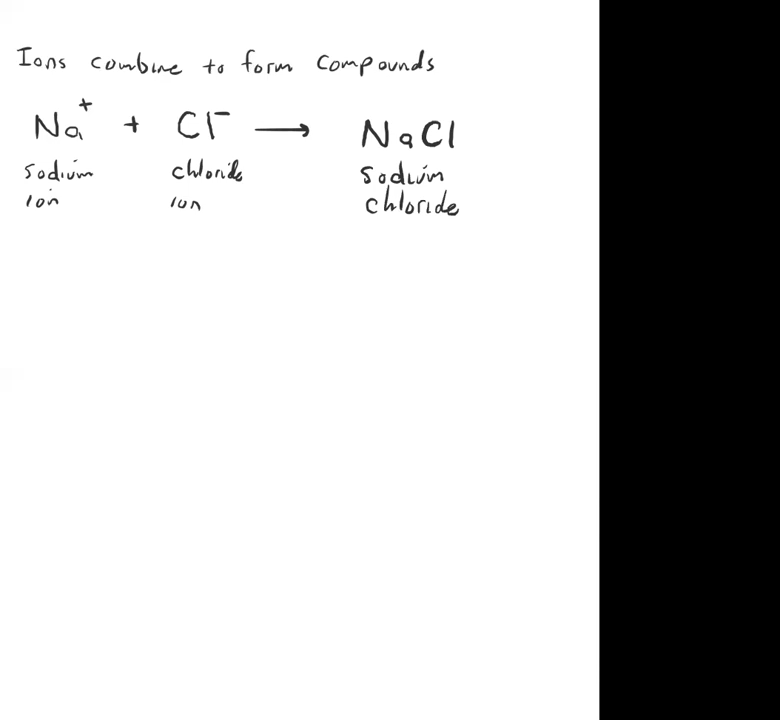 Ions combine to form compounds
Na⁺ + Cl⁻ → NaCl
sodium chloride sodium
ion ion chloride